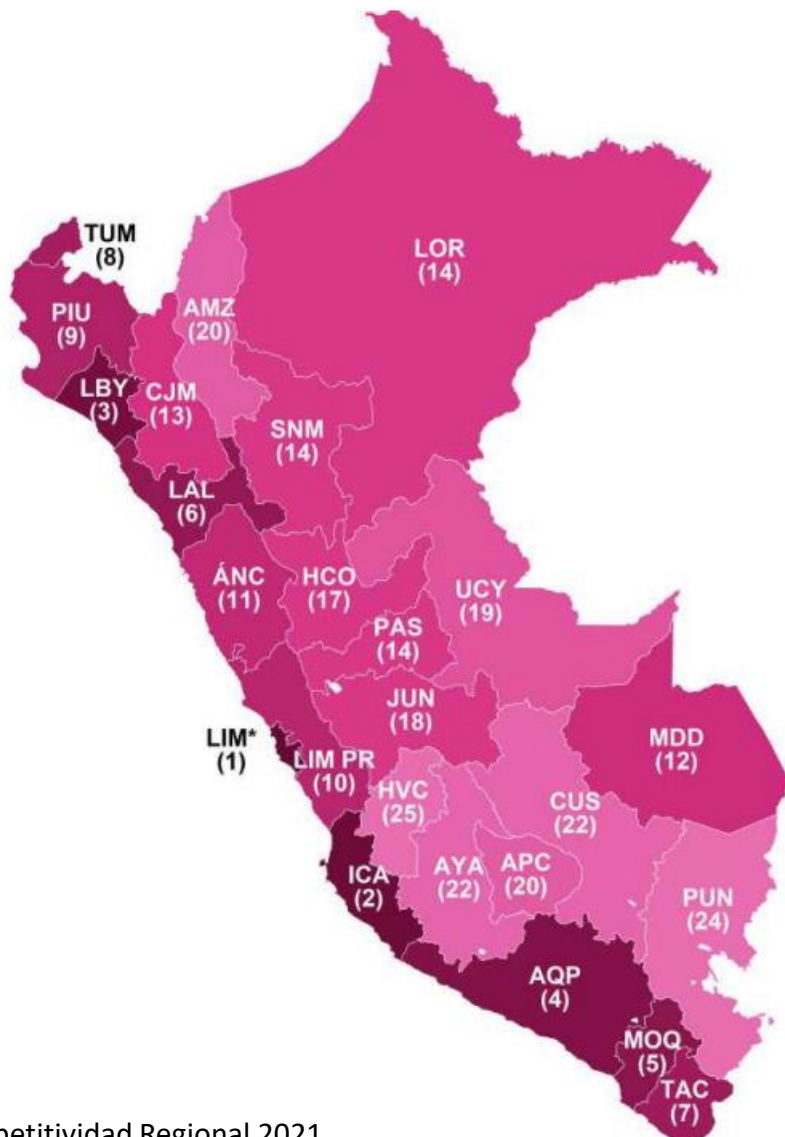 TUM
(8)
LOR
(14)
PIU
(9)
AMZ
(20)
LBY
(3)
CJM
(13)
SNM
(14)
LAL
(6)
ÁNC
(11)
HCO
(17)
UCY
(19)
PAS
(14)
JUN
(18)
LIM*
(1)
LIM PR
(10)
MDD
(12)
HVC
(25)
CUS
(22)
ICA
(2)
AYA
(22)
APC
(20)
PUN
(24)
AQP
(4)
MOQ
(5)
TAC
(7)
petitividad Regional 2021